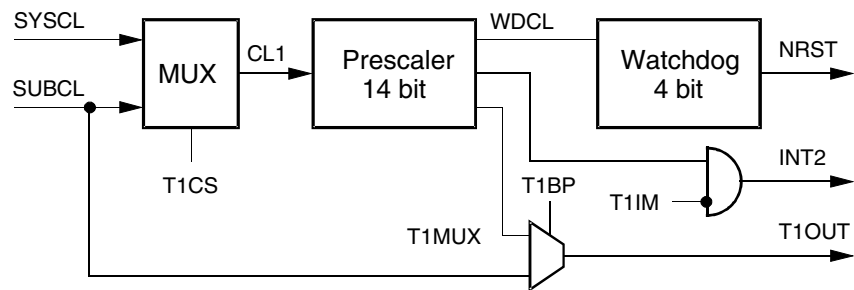 SYSCL
WDCL
SUBCL
MUX
CL1
Prescaler
14 bit
Watchdog
4 bit
NRST
T1CS
T1BP
INT2
T1IM
T1MUX
T1OUT